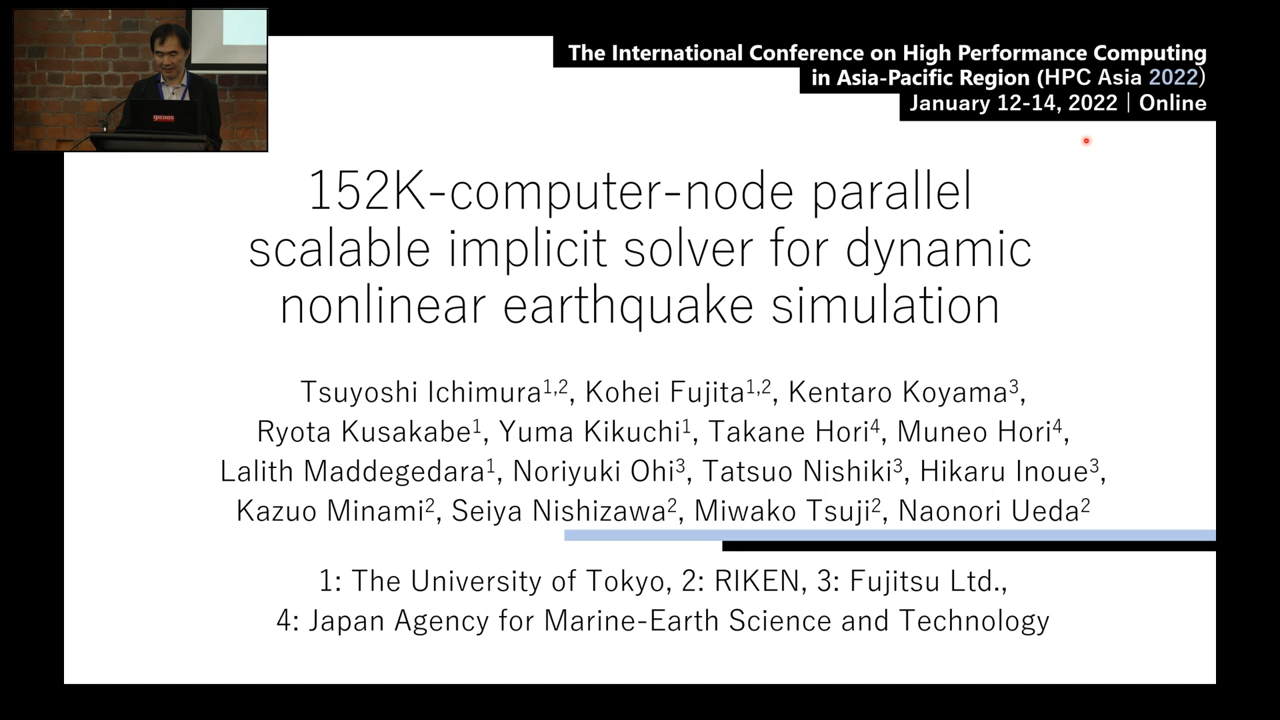 The International Conference on High Performance Computing
in Asia-Pacific Region (HPC Asia 2022)
January 12-14, 2022 | Online
152K-computer-node parallel
scalable implicit solver for dynamic
nonlinear earthquake simulation
Tsuyoshi Ichimura1,2, Kohei Fujita1,2, Kentaro Koyama3,
Ryota Kusakabe1, Yuma Kikuchi1, Takane Hori4, Muneo Hori4,
Lalith Maddegedara1, Noriyuki Ohi3, Tatsuo Nishiki3, Hikaru Inoue3,
Kazuo Minami2, Seiya Nishizawa2, Miwako Tsuji2, Naonori Ueda2
1: The University of Tokyo, 2: RIKEN, 3: Fujitsu Ltd.,
4: Japan Agency for Marine-Earth Science and Technology